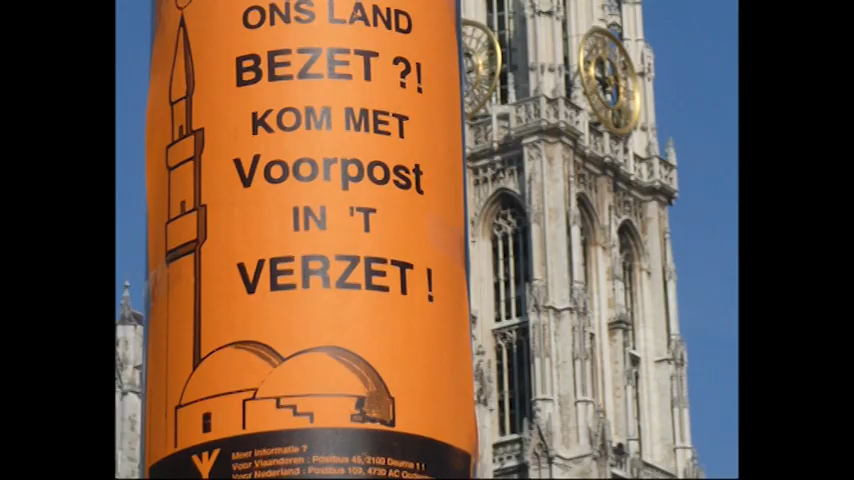 ONS LAND
BEZET ?!
KOM MET
Voorpost
IN 'T
VERZET !
Meer informatie ?
Voor Vlaanderen : Postbus 45, 2100 Deurne 11
Voor Nederland : Postbus 103, 4730 AC